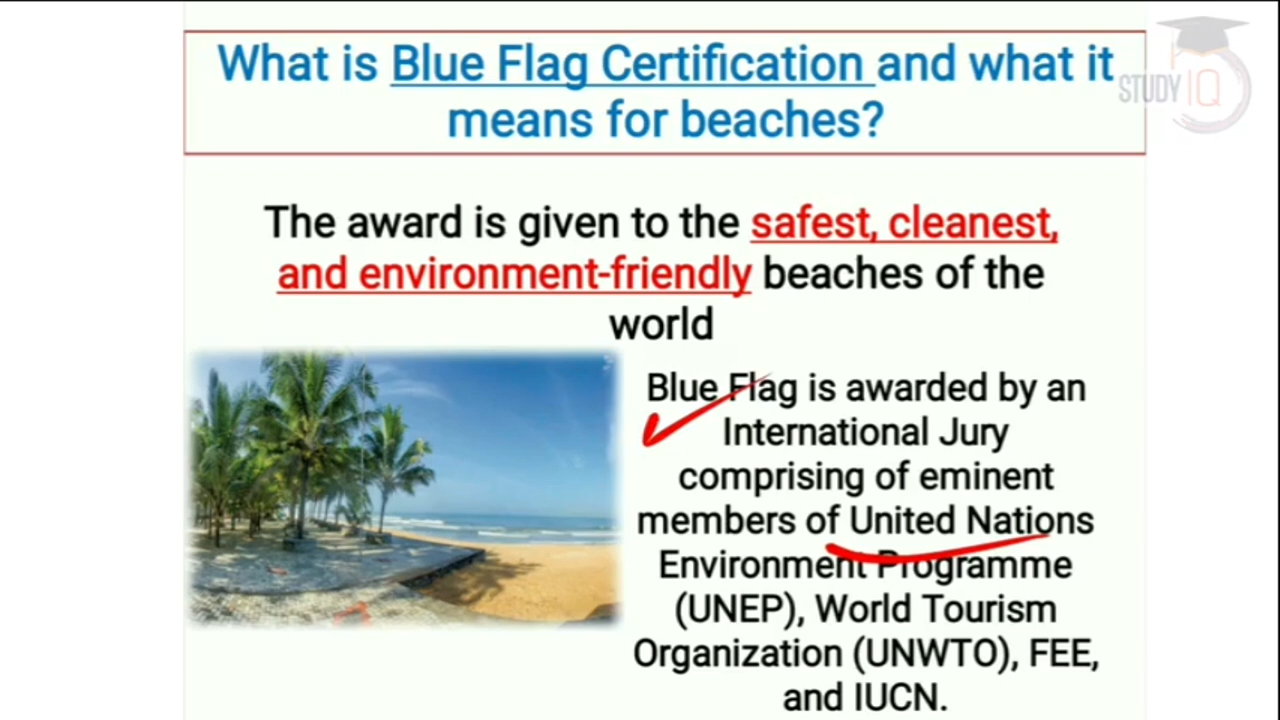 What is Blue Flag Certification and what it
means for beaches?
STUDY IQ
The award is given to the safest, cleanest,
and environment-friendly beaches of the
world
Blue Flag is awarded by an
International Jury
comprising of eminent
members of United Nations
Environment Programme
(UNEP), World Tourism
Organization (UNWTO), FEE,
and IUCN.